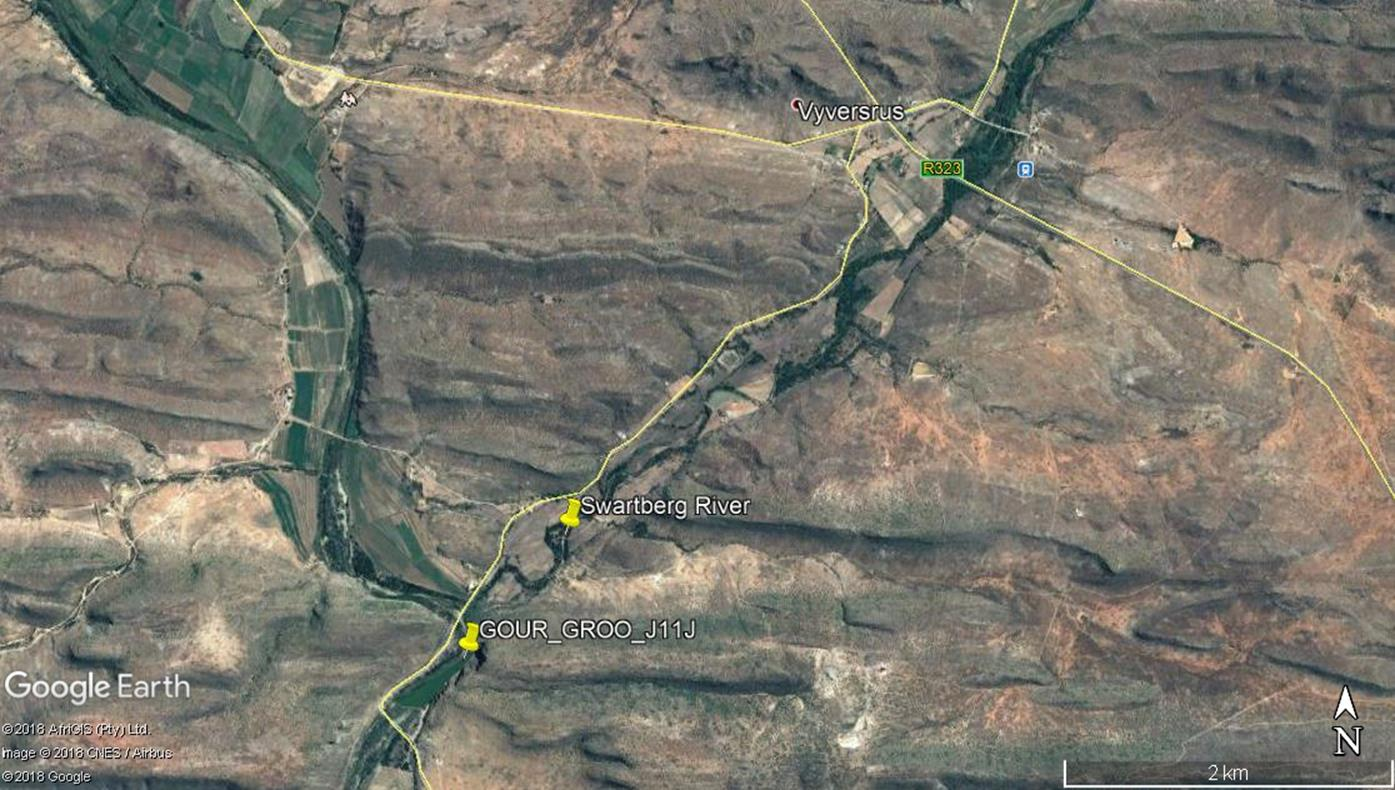 Vyversrus
R323
Swartberg River
GOUR_GROO_J11J
Google Earth
©2018 AfriGIS (Pty) Ltd.
Image © 2018 CNES / Airbus
©2018 Google
N
2 km